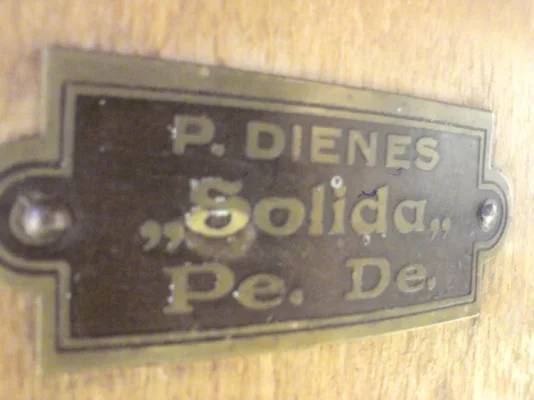 P. DIENES
„Solida„
Pe. De.